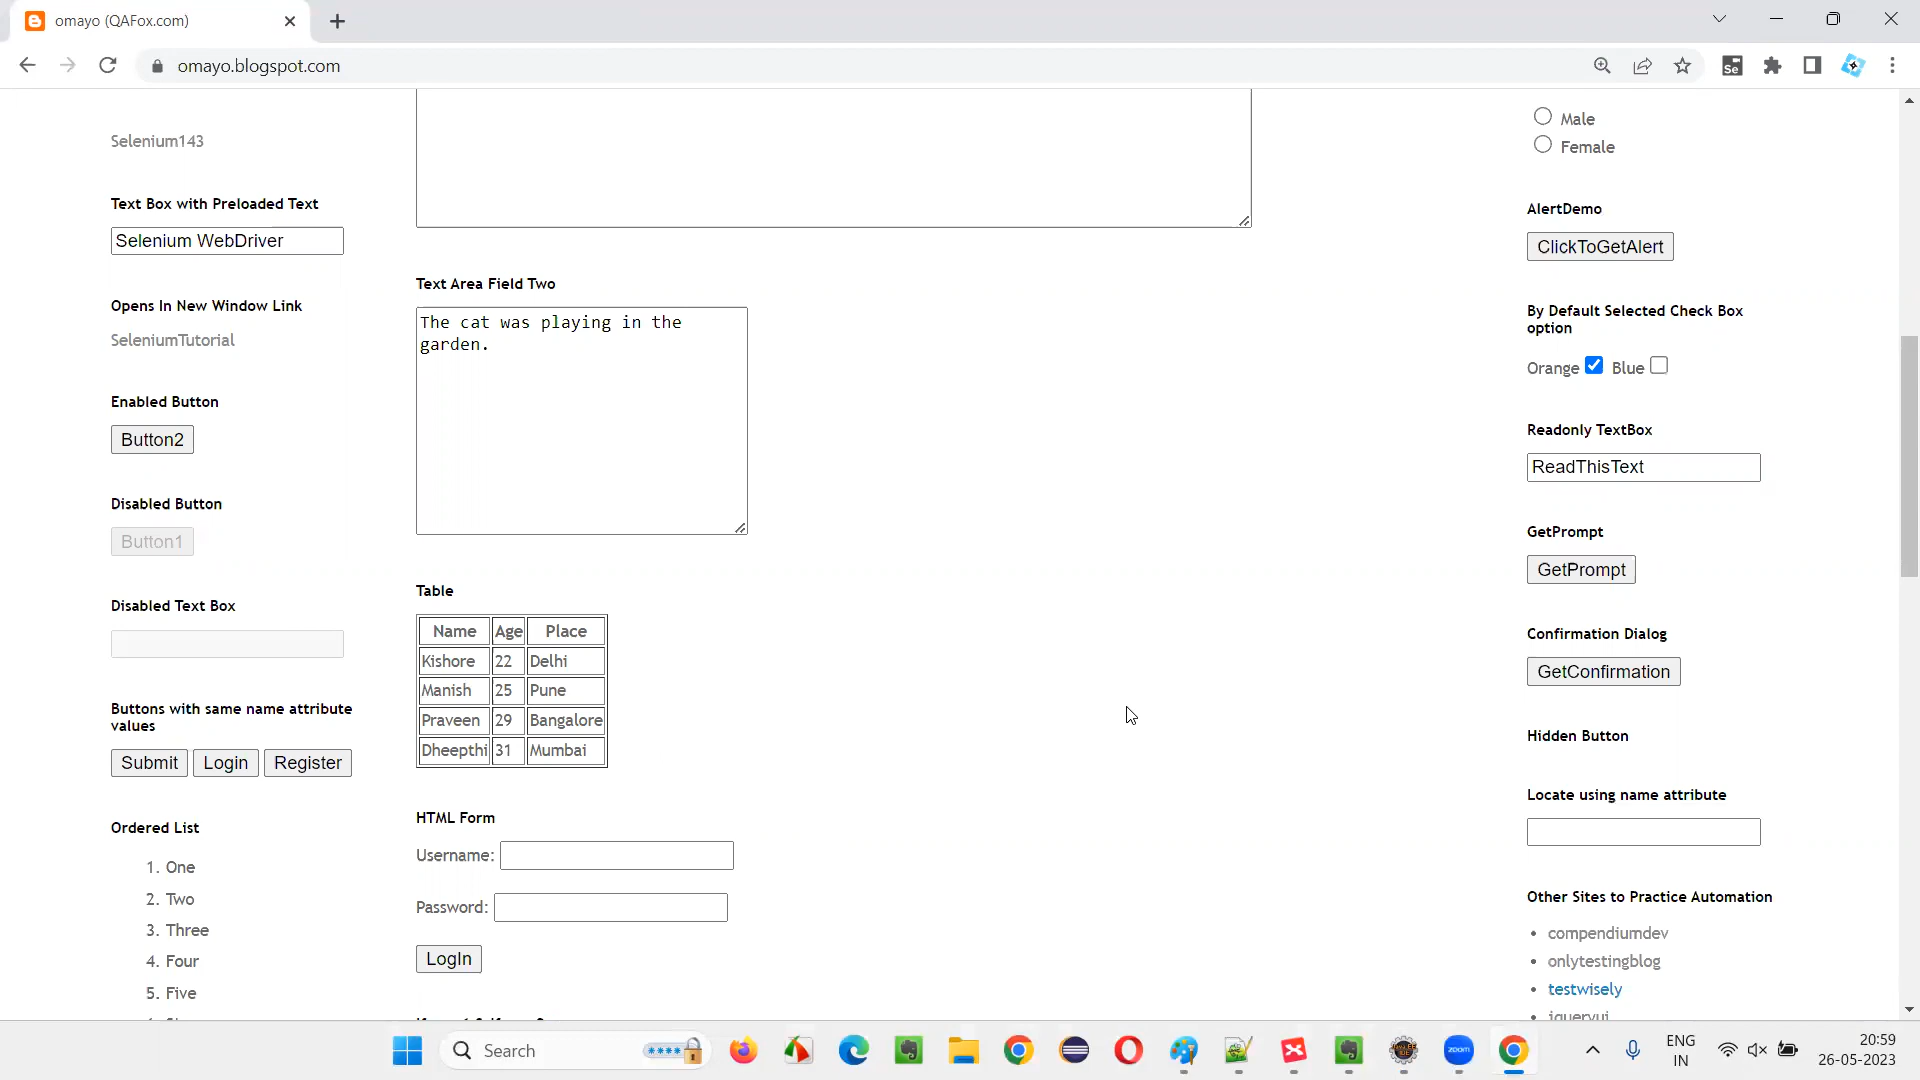 omayo (QAFox.com)
omayo.blogspot.com
Se
Selenium143
Text Box with Preloaded Text
Selenium WebDriver
Opens In New Window Link
SeleniumTutorial
Enabled Button
Button2
Disabled Button
Button1
Disabled Text Box
Buttons with same name attribute
values
Submit Login Register
Ordered List
1. One
2. Two
3. Three
4. Four
5. Five
Text Area Field Two
The cat was playing in the
garden.
Table
Name Age Place
Kishore 22 Delhi
Manish 25 Pune
Praveen 29 Bangalore
Dheepthi 31 Mumbai
HTML Form
Username:
Password:
LogIn
Male
Female
AlertDemo
ClickToGetAlert
By Default Selected Check Box
option
Orange Blue
Readonly TextBox
ReadThisText
GetPrompt
GetPrompt
Confirmation Dialog
GetConfirmation
Hidden Button
Locate using name attribute
Other Sites to Practice Automation
compendiumdev
onlytestingblog
testwisely
jqueryui
Search
zoom
ENG
IN
20:59
26-05-2023